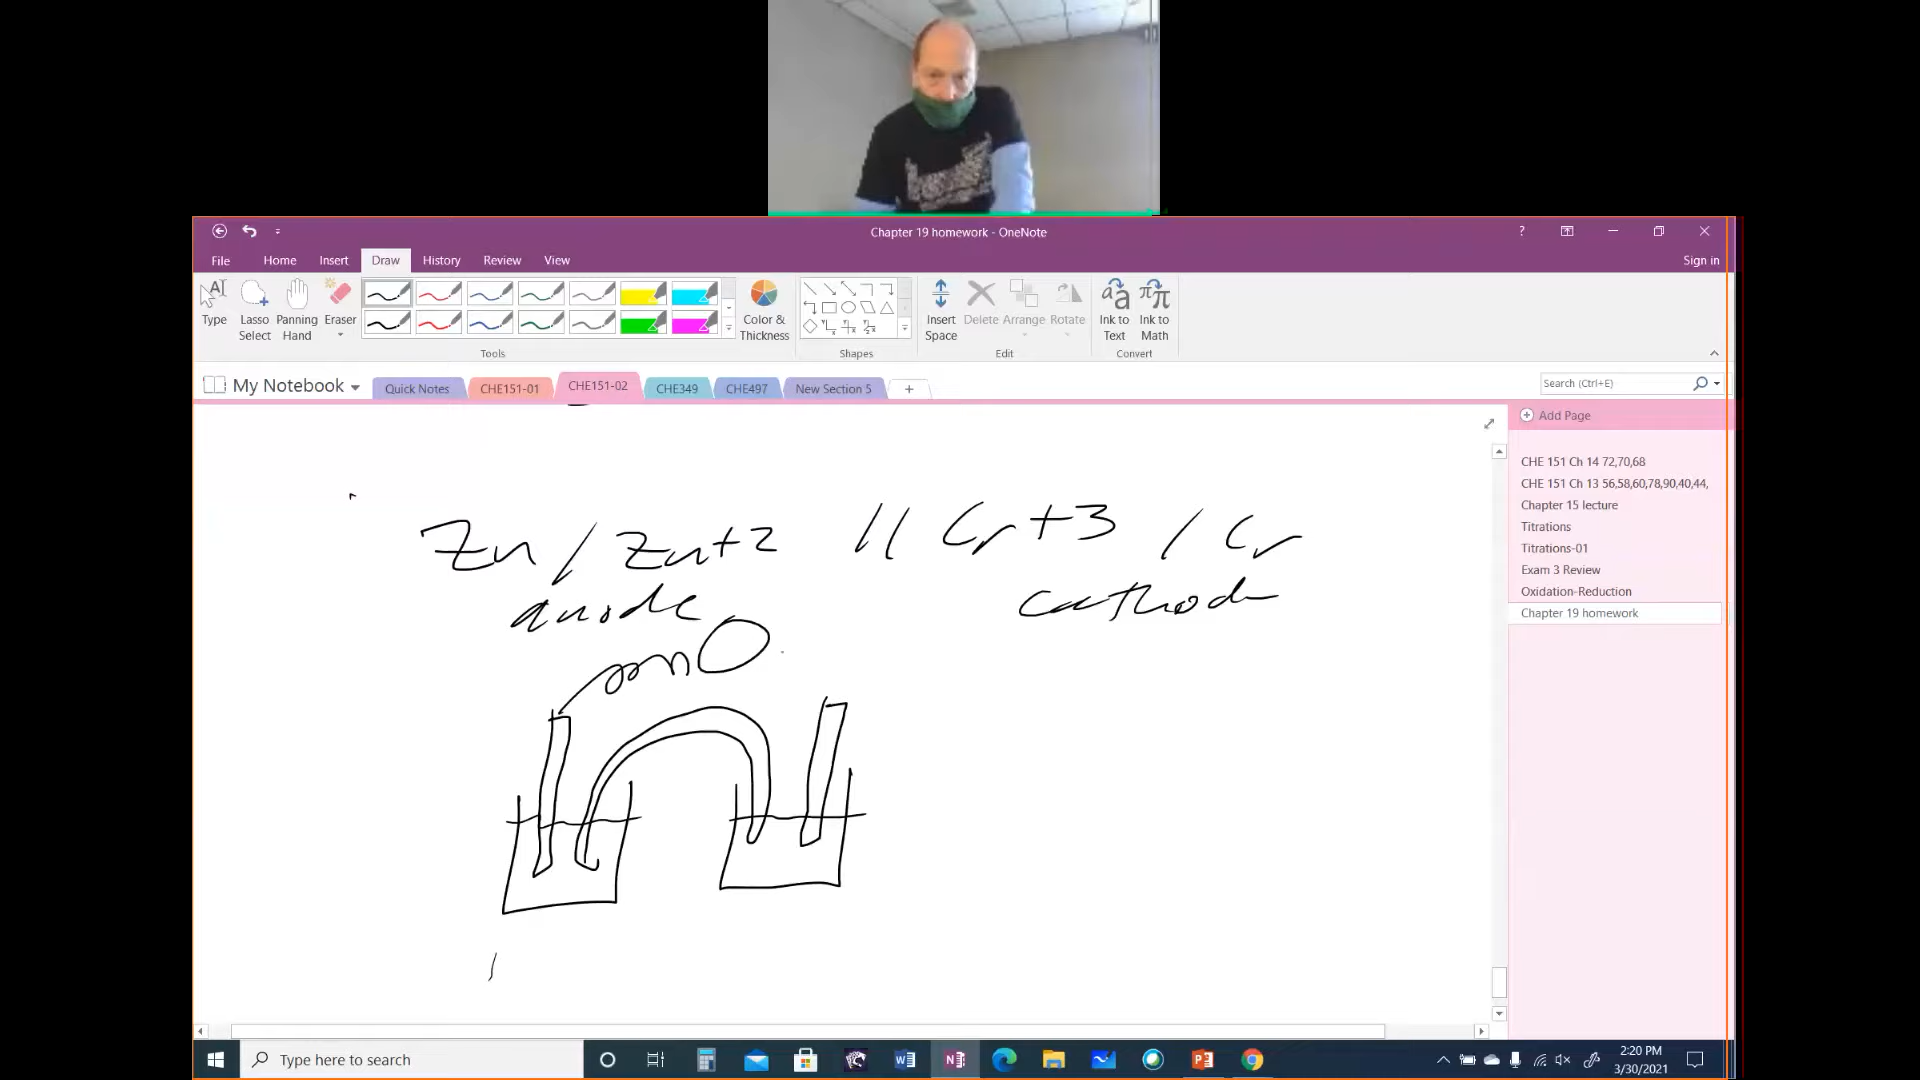 Chapter 19 homework - OneNote
?
File Home Insert Draw History Review View Sign in
Type Lasso Select Panning Hand Eraser Color & Thickness Insert Space Delete Arrange Rotate Ink to Text Ink to Math
Tools Shapes Edit Convert
My Notebook Quick Notes CHE151-01 CHE151-02 CHE349 CHE497 New Section 5 + Search (Ctrl+E)
Add Page
CHE 151 Ch 14 72,70,68
CHE 151 Ch 13 56,58,60,78,90,40,44,
Chapter 15 lecture
Titrations
Titrations-01
Exam 3 Review
Oxidation-Reduction
Chapter 19 homework
Zn / Zn+2 // Cr+3 / Cr
anode cathode
Type here to search
2:20 PM
3/30/2021